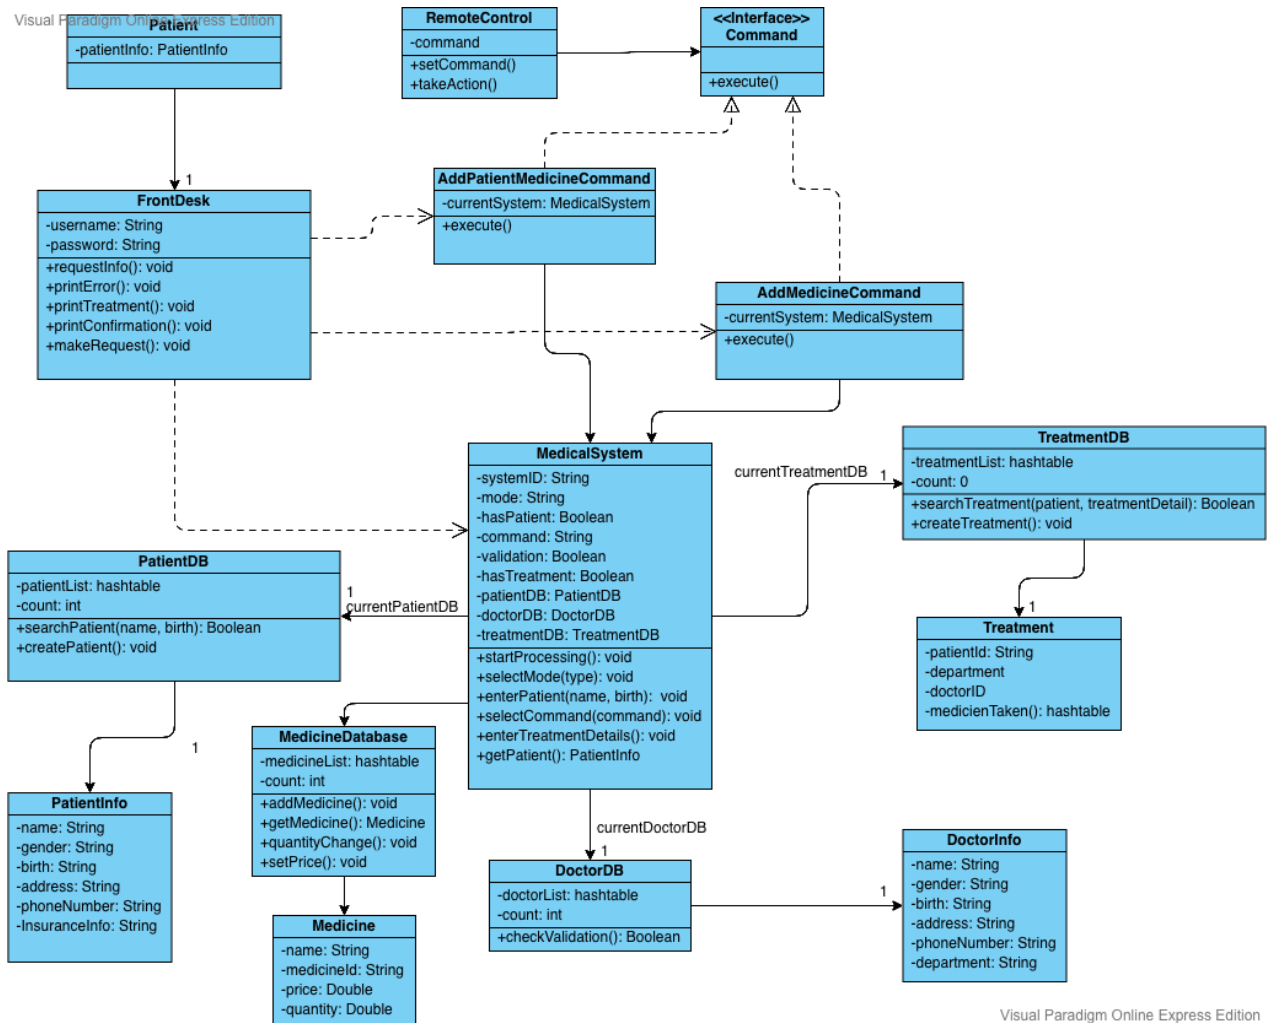 Visual Paradigm Online Express Edition
Patient
-patientInfo: PatientInfo
RemoteControl
-command
+setCommand()
+takeAction()
<<Interface>>
Command
+execute()
1
FrontDesk
-username: String
-password: String
+requestInfo(): void
+printError(): void
+printTreatment(): void
+printConfirmation(): void
+makeRequest(): void
AddPatientMedicineCommand
-currentSystem: MedicalSystem
+execute()
AddMedicineCommand
-currentSystem: MedicalSystem
+execute()
MedicalSystem
-systemID: String
-mode: String
-hasPatient: Boolean
-command: String
-validation: Boolean
-hasTreatment: Boolean
-patientDB: PatientDB
-doctorDB: DoctorDB
-treatmentDB: TreatmentDB
+startProcessing(): void
+selectMode(type): void
+enterPatient(name, birth): void
+selectCommand(command): void
+enterTreatmentDetails(): void
+getPatient(): PatientInfo
currentTreatmentDB 1
TreatmentDB
-treatmentList: hashtable
-count: 0
+searchTreatment(patient, treatmentDetail): Boolean
+createTreatment(): void
1
Treatment
-patientId: String
-department
-doctorID
-medicienTaken(): hashtable
PatientDB
-patientList: hashtable
-count: int
+searchPatient(name, birth): Boolean
+createPatient(): void
1
currentPatientDB
1
PatientInfo
-name: String
-gender: String
-birth: String
-address: String
-phoneNumber: String
-InsuranceInfo: String
MedicineDatabase
-medicineList: hashtable
-count: int
+addMedicine(): void
+getMedicine(): Medicine
+quantityChange(): void
+setPrice(): void
Medicine
-name: String
-medicineId: String
-price: Double
-quantity: Double
currentDoctorDB
1
DoctorDB
-doctorList: hashtable
-count: int
+checkValidation(): Boolean
1
DoctorInfo
-name: String
-gender: String
-birth: String
-address: String
-phoneNumber: String
-department: String
Visual Paradigm Online Express Edition